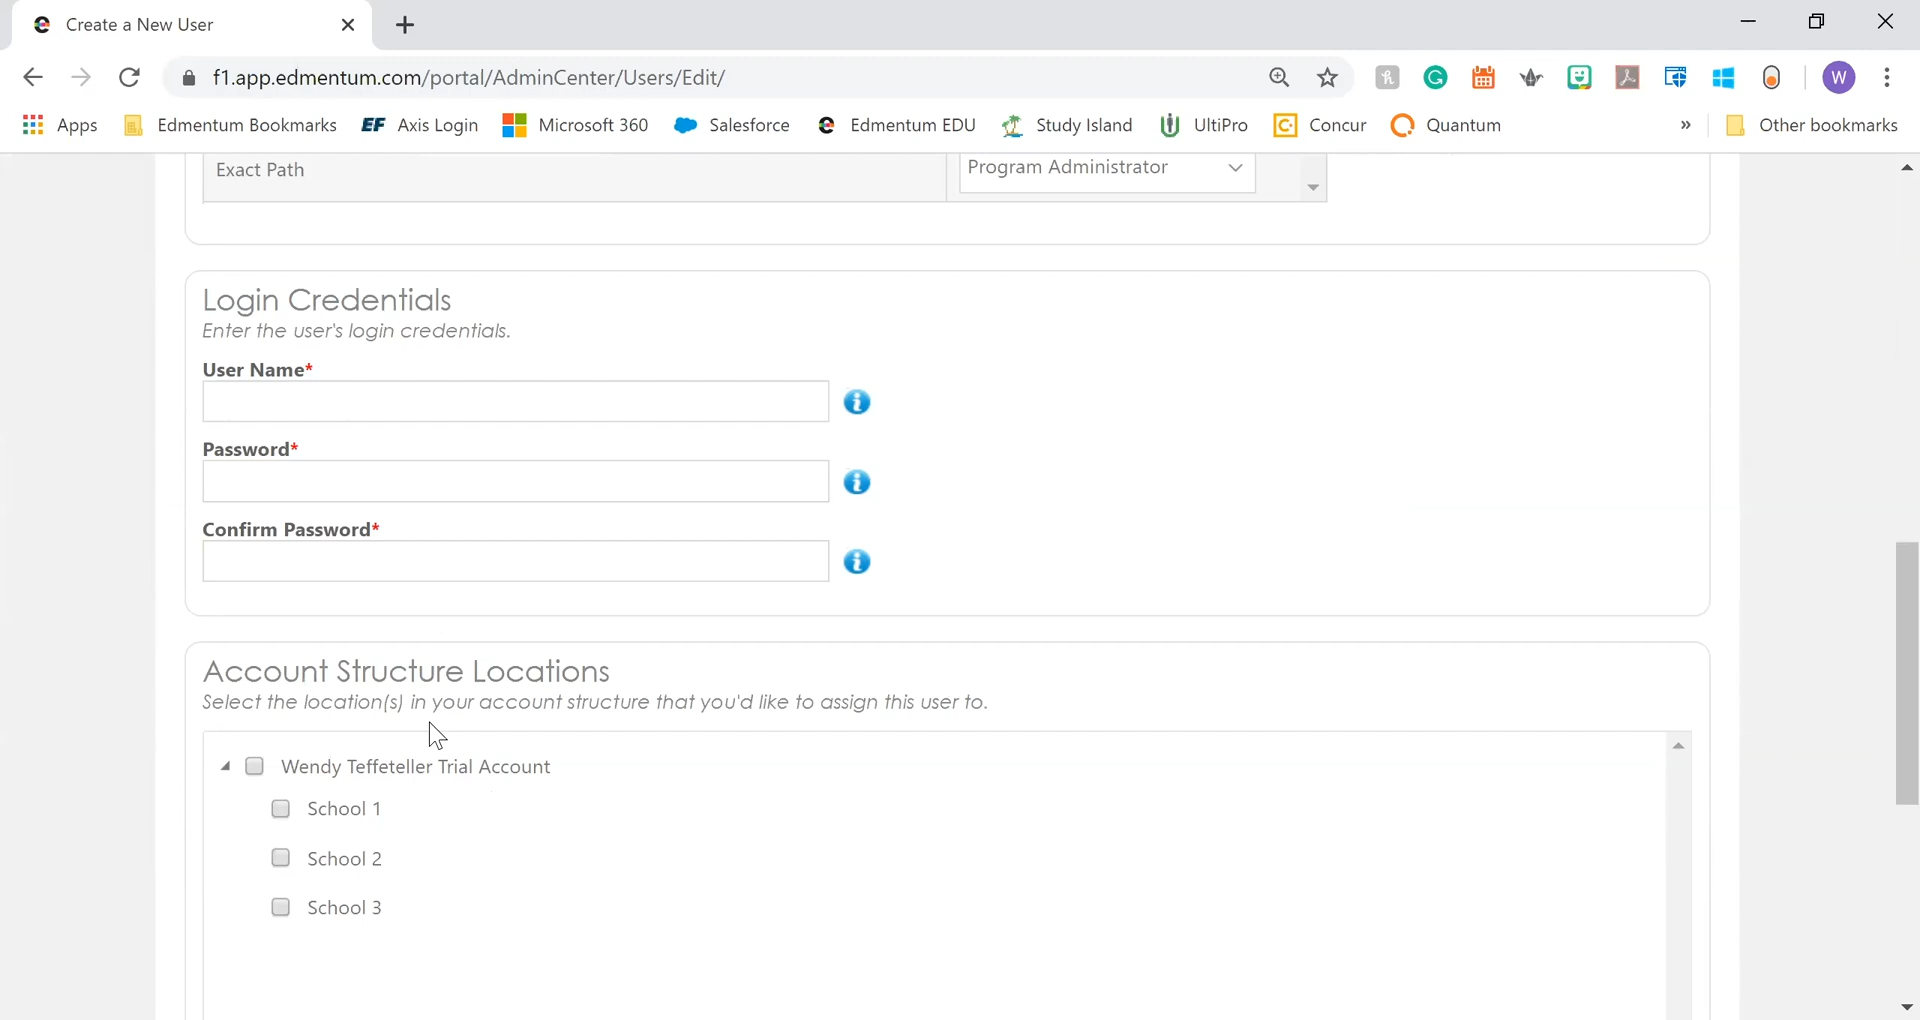 Create a New User
f1.app.edmentum.com/portal/AdminCenter/Users/Edit/
W
Apps Edmentum Bookmarks EF Axis Login Microsoft 360 Salesforce Edmentum EDU Study Island UltiPro Concur Quantum » Other bookmarks
Exact Path Program Administrator
Login Credentials
Enter the user's login credentials.
User Name*
Password*
Confirm Password*
Account Structure Locations
Select the location(s) in your account structure that you'd like to assign this user to.
Wendy Teffeteller Trial Account
School 1
School 2
School 3